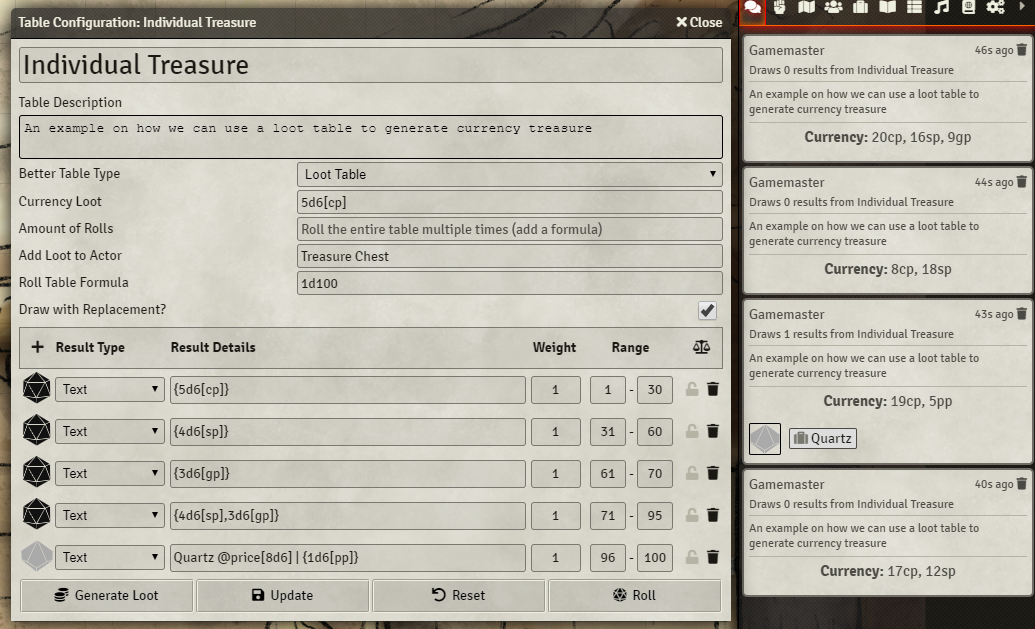 Table Configuration: Individual Treasure
Close
Individual Treasure
Table Description
An example on how we can use a loot table to generate currency treasure
Better Table Type
Loot Table
Currency Loot
5d6[cp]
Amount of Rolls
Roll the entire table multiple times (add a formula)
Add Loot to Actor
Treasure Chest
Roll Table Formula
1d100
Draw with Replacement?
+ Result Type Result Details Weight Range
Text {5d6[cp]} 1 1 - 30
Text {4d6[sp]} 1 31 - 60
Text {3d6[gp]} 1 61 - 70
Text {4d6[sp],3d6[gp]} 1 71 - 95
Text Quartz @price[8d6] | {1d6[pp]} 1 96 - 100
Generate Loot Update Reset Roll
Gamemaster 46s ago
Draws 0 results from Individual Treasure
An example on how we can use a loot table to
generate currency treasure
Currency: 20cp, 16sp, 9gp
Gamemaster 44s ago
Draws 0 results from Individual Treasure
An example on how we can use a loot table to
generate currency treasure
Currency: 8cp, 18sp
Gamemaster 43s ago
Draws 1 results from Individual Treasure
An example on how we can use a loot table to
generate currency treasure
Currency: 19cp, 5pp
Quartz
Gamemaster 40s ago
Draws 0 results from Individual Treasure
An example on how we can use a loot table to
generate currency treasure
Currency: 17cp, 12sp